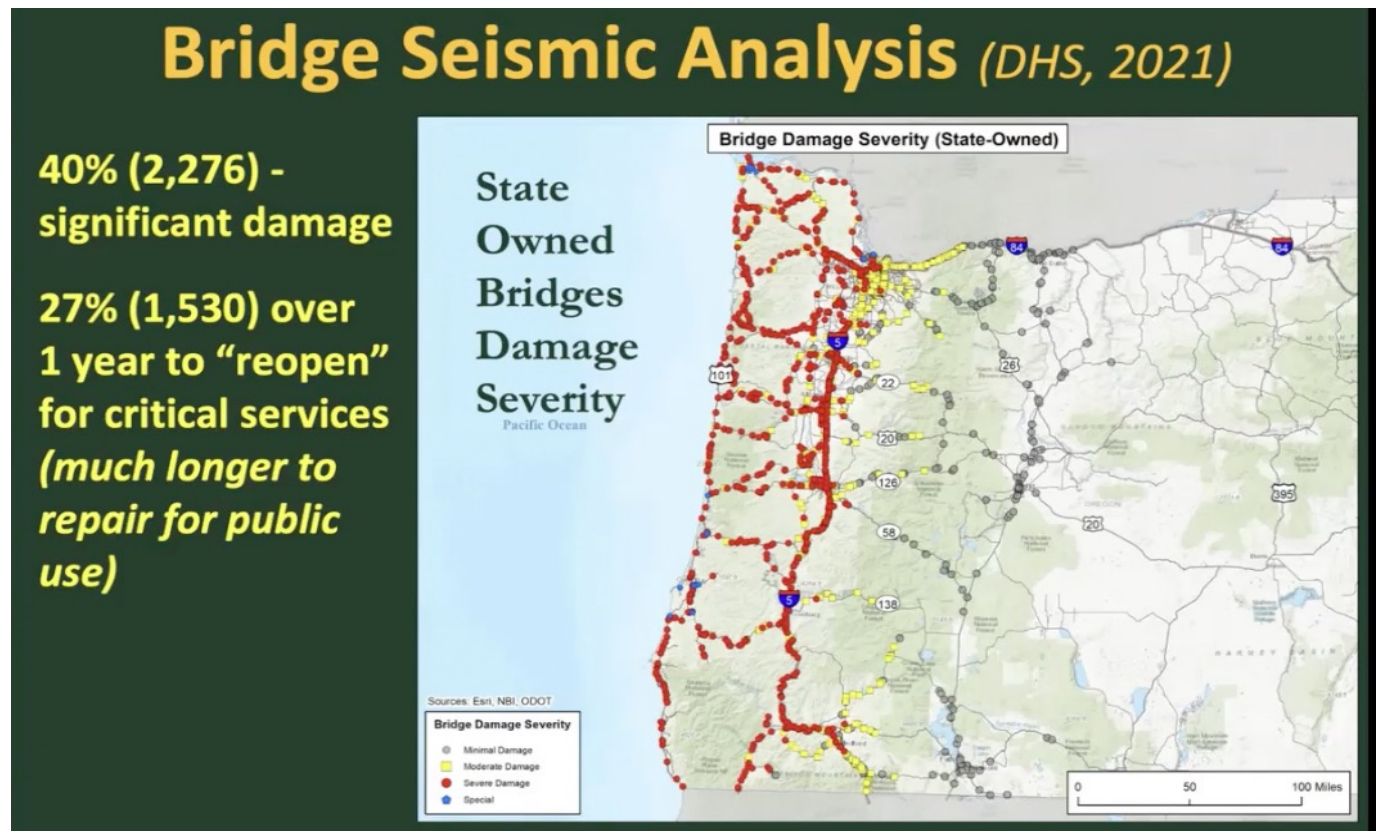 Bridge Seismic Analysis (DHS, 2021)
40% (2,276) -
significant damage
27% (1,530) over
1 year to “reopen”
for critical services
(much longer to
repair for public
use)
Bridge Damage Severity (State-Owned)
State
Owned
Bridges
Damage
Severity
Pacific Ocean
84
84
5
101
26
22
20
126
395
20
58
5
138
OREGON
HARNEY BASIN
Sources: Esri, NBI, ODOT
Bridge Damage Severity
Minimal Damage
Moderate Damage
Severe Damage
Special
0 50 100 Miles